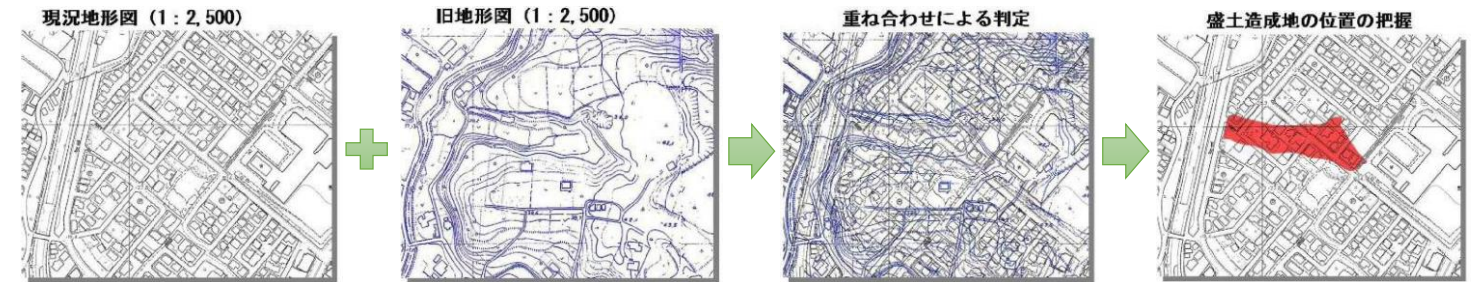 現況地形図（1：2,500）
旧地形図（1：2,500）
重ね合わせによる判定
盛土造成地の位置の把握